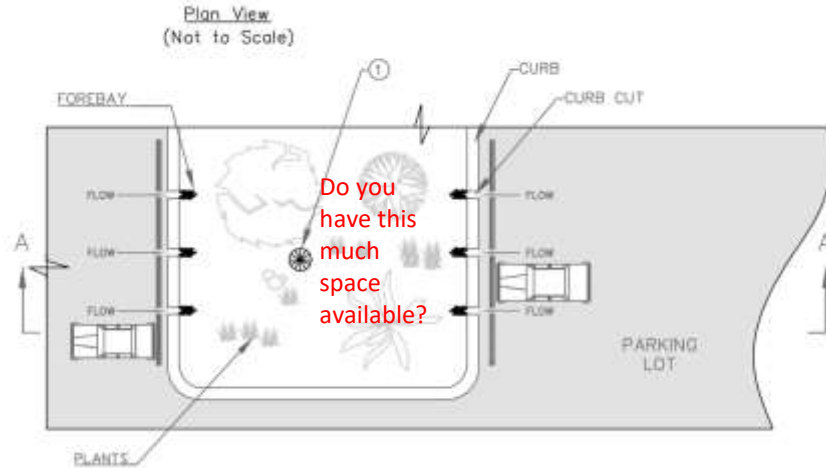 Plan View
(Not to Scale)
1
CURB
FOREBAY
CURB CUT
Do you
have this
much
space
available?
FLOW
FLOW
FLOW
FLOW
FLOW
FLOW
A
A
PARKING
LOT
PLANTS